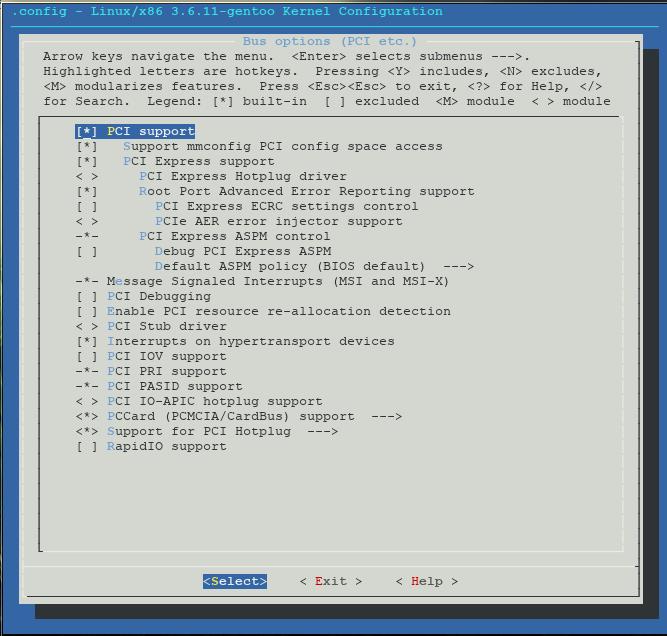 .config - Linux/x86 3.6.11-gentoo Kernel Configuration
Bus options (PCI etc.)
Arrow keys navigate the menu.  <Enter> selects submenus --->.
Highlighted letters are hotkeys.  Pressing <Y> includes, <N> excludes,
<M> modularizes features.  Press <Esc><Esc> to exit, <?> for Help, </>
for Search.  Legend: [*] built-in  [ ] excluded  <M> module  < > module
[*] PCI support
[*]   Support mmconfig PCI config space access
[*]   PCI Express support
< >     PCI Express Hotplug driver
[*]     Root Port Advanced Error Reporting support
[ ]       PCI Express ECRC settings control
< >       PCIe AER error injector support
-*-     PCI Express ASPM control
[ ]       Debug PCI Express ASPM
          Default ASPM policy (BIOS default)  --->
-*- Message Signaled Interrupts (MSI and MSI-X)
[ ] PCI Debugging
[ ] Enable PCI resource re-allocation detection
< > PCI Stub driver
[*] Interrupts on hypertransport devices
[ ] PCI IOV support
-*- PCI PRI support
-*- PCI PASID support
< > PCI IO-APIC hotplug support
<*> PCCard (PCMCIA/CardBus) support  --->
<*> Support for PCI Hotplug  --->
[ ] RapidIO support
<Select>    < Exit >    < Help >